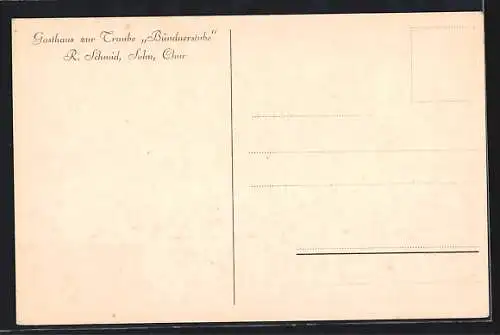 Gasthaus zur Traube „Bündnerstube"
R. Schmid, Sohn, Chur